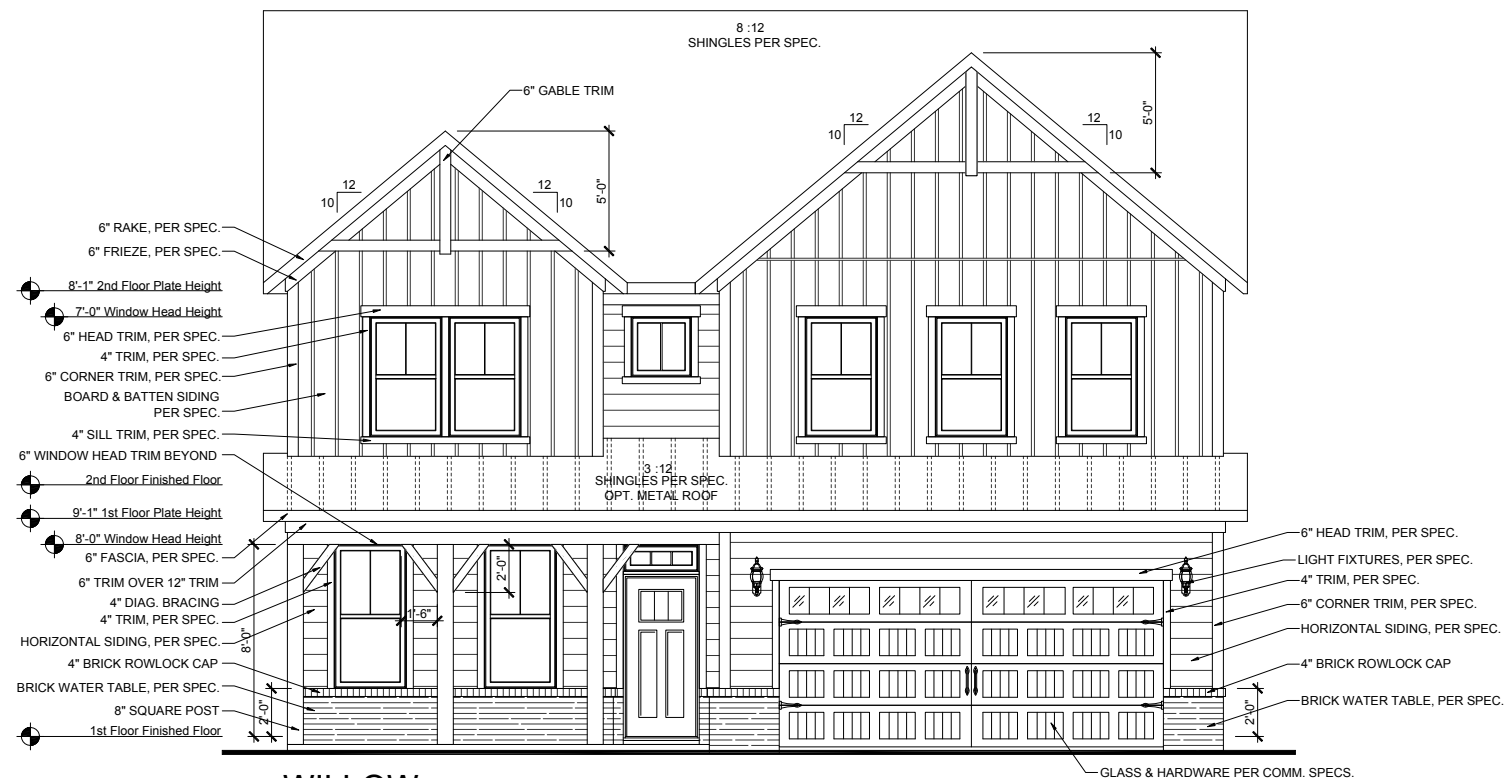 8 :12
SHINGLES PER SPEC.
6" GABLE TRIM
12
10
12
10
5'-0"
12
10
12
10
5'-0"
6" RAKE, PER SPEC.
6" FRIEZE, PER SPEC.
8'-1" 2nd Floor Plate Height
7'-0" Window Head Height
6" HEAD TRIM, PER SPEC.
4" TRIM, PER SPEC.
6" CORNER TRIM, PER SPEC.
BOARD & BATTEN SIDING
PER SPEC.
4" SILL TRIM, PER SPEC.
6" WINDOW HEAD TRIM BEYOND
2nd Floor Finished Floor
9'-1" 1st Floor Plate Height
8'-0" Window Head Height
6" FASCIA, PER SPEC.
6" TRIM OVER 12" TRIM
4" DIAG. BRACING
4" TRIM, PER SPEC.
HORIZONTAL SIDING, PER SPEC.
4" BRICK ROWLOCK CAP
BRICK WATER TABLE, PER SPEC.
8" SQUARE POST
1st Floor Finished Floor
8'-0"
2'-0"
1'-6"
2'-0"
3 :12
SHINGLES PER SPEC.
OPT. METAL ROOF
6" HEAD TRIM, PER SPEC.
LIGHT FIXTURES, PER SPEC.
4" TRIM, PER SPEC.
6" CORNER TRIM, PER SPEC.
HORIZONTAL SIDING, PER SPEC.
4" BRICK ROWLOCK CAP
BRICK WATER TABLE, PER SPEC.
2'-0"
GLASS & HARDWARE PER COMM. SPECS.
WILLOW